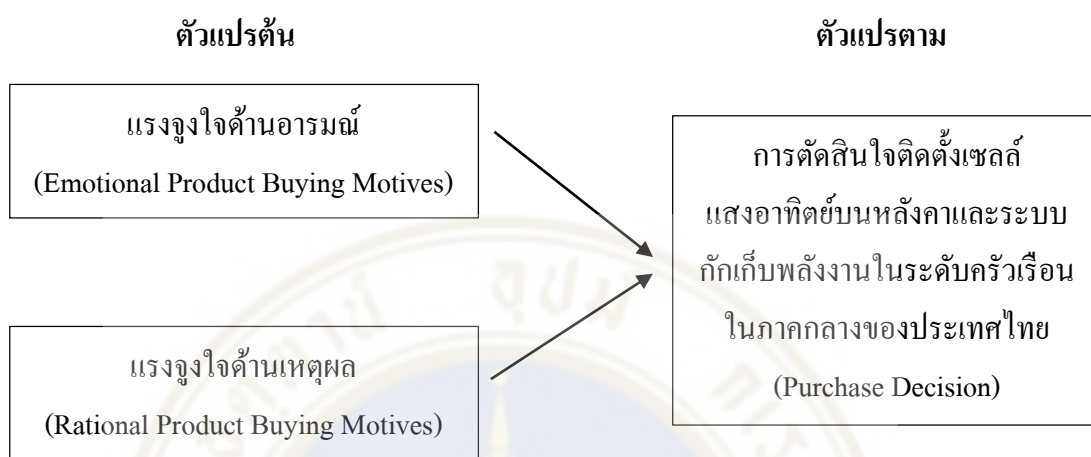 ตัวแปรต้น
ตัวแปรตาม
แรงจูงใจด้านอารมณ์
(Emotional Product Buying Motives)
การตัดสินใจติดตั้งเซลล์
แสงอาทิตย์บนหลังคาและระบบ
กักเก็บพลังงานในระดับครัวเรือน
ในภาคกลางของประเทศไทย
(Purchase Decision)
แรงจูงใจด้านเหตุผล
(Rational Product Buying Motives)